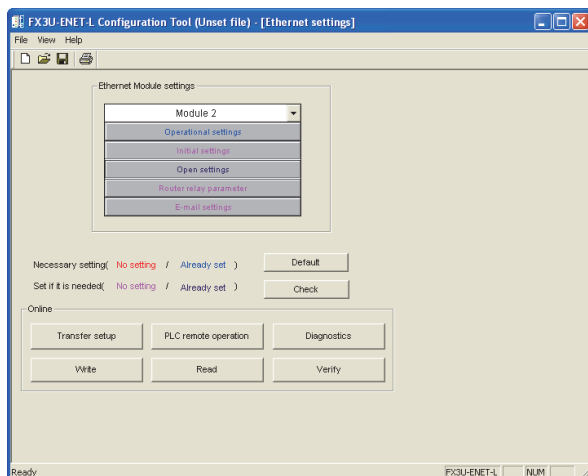 FX3U-ENET-L Configuration Tool (Unset file) - [Ethernet settings]
File View Help
Ethernet Module settings
Module 2
Operational settings
Initial settings
Open settings
Router relay parameter
E-mail settings
Necessary setting( No setting / Already set ) Default
Set if it is needed( No setting / Already set ) Check
Online
Transfer setup PLC remote operation Diagnostics
Write Read Verify
Ready FX3U-ENET-L NUM